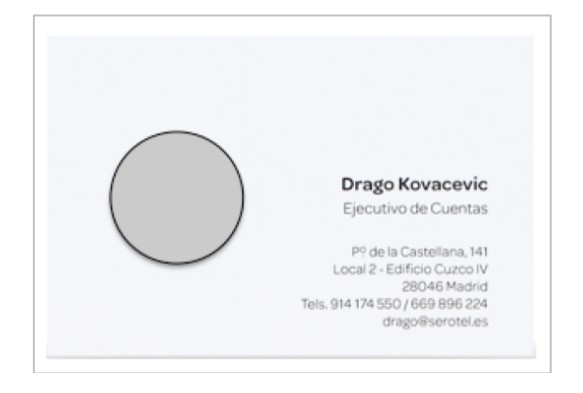 Drago Kovacevic
Ejecutivo de Cuentas
Pº de la Castellana, 141
Local 2 - Edificio Cuzco IV
28046 Madrid
Tels. 914 174 550 / 669 896 224
drago@serotel.es